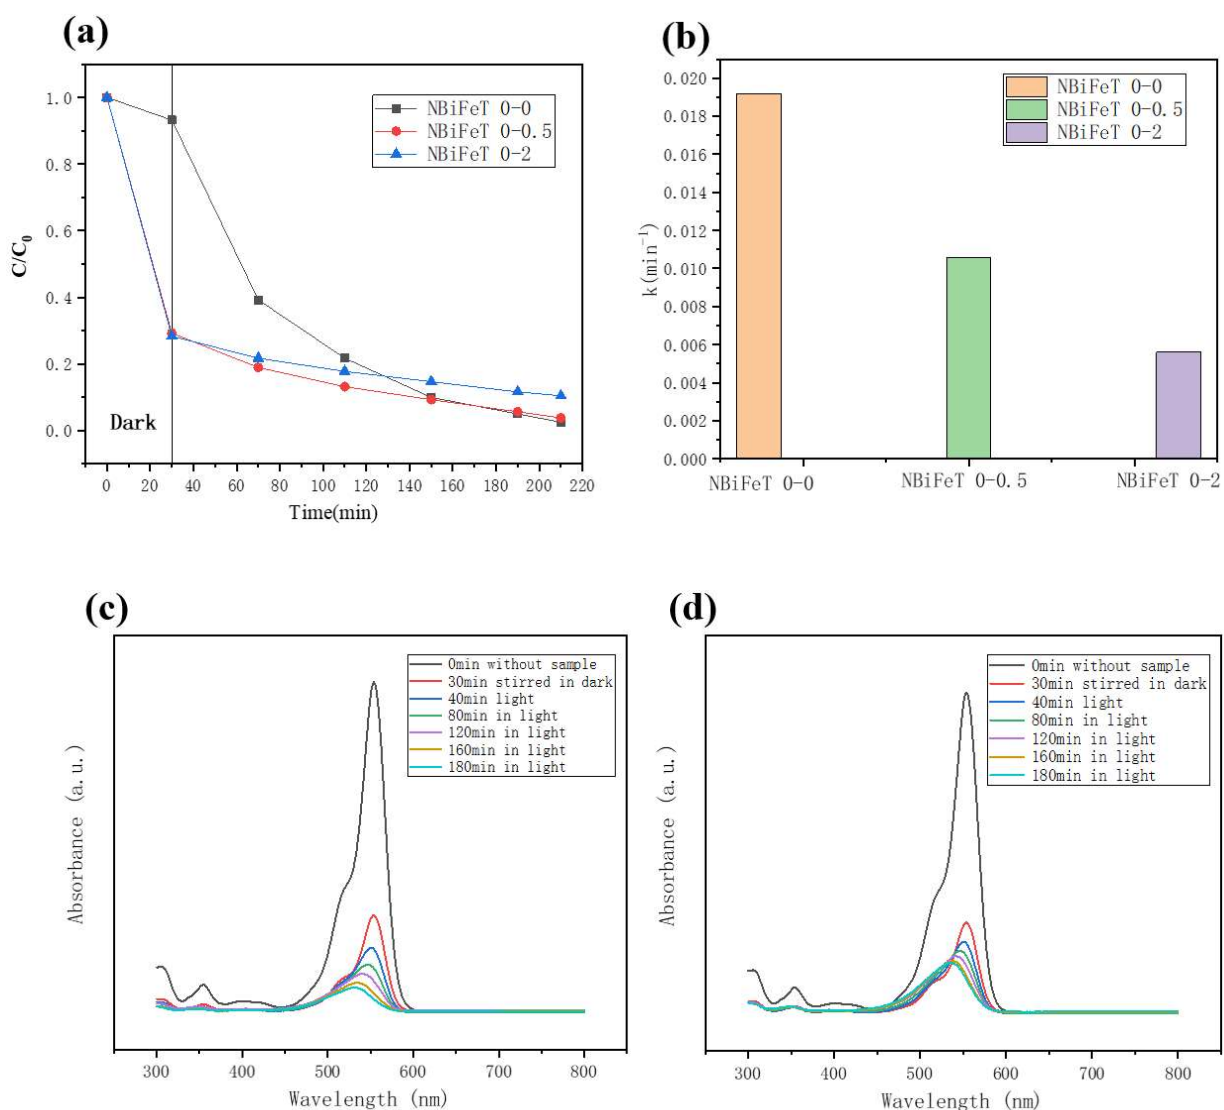 (a)
C/C0
1.0
0.8
0.6
0.4
0.2
0.0
NBiFeT 0-0
NBiFeT 0-0.5
NBiFeT 0-2
Dark
0 20 40 60 80 100 120 140 160 180 200 220
Time(min)
(b)
k(min⁻¹)
0.020
0.018
0.016
0.014
0.012
0.010
0.008
0.006
0.004
0.002
0.000
NBiFeT 0-0
NBiFeT 0-0.5
NBiFeT 0-2
NBiFeT 0-0 NBiFeT 0-0.5 NBiFeT 0-2
(c)
Absorbance (a.u.)
0min without sample
30min stirred in dark
40min light
80min in light
120min in light
160min in light
180min in light
300 400 500 600 700 800
Wavelength (nm)
(d)
Absorbance (a.u.)
0min without sample
30min stirred in dark
40min light
80min in light
120min in light
160min in light
180min in light
300 400 500 600 700 800
Wavelength (nm)